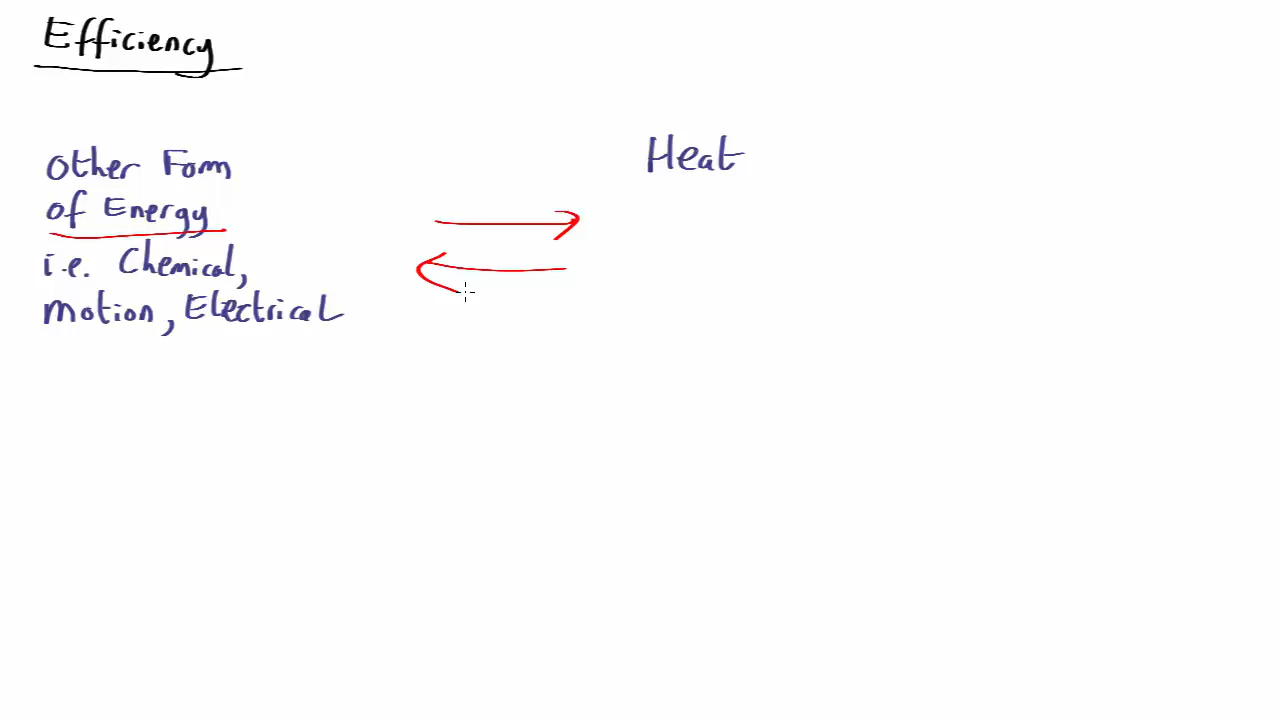 Efficiency
Other Form
Heat
of Energy
i.e. Chemical,
Motion, Electrical